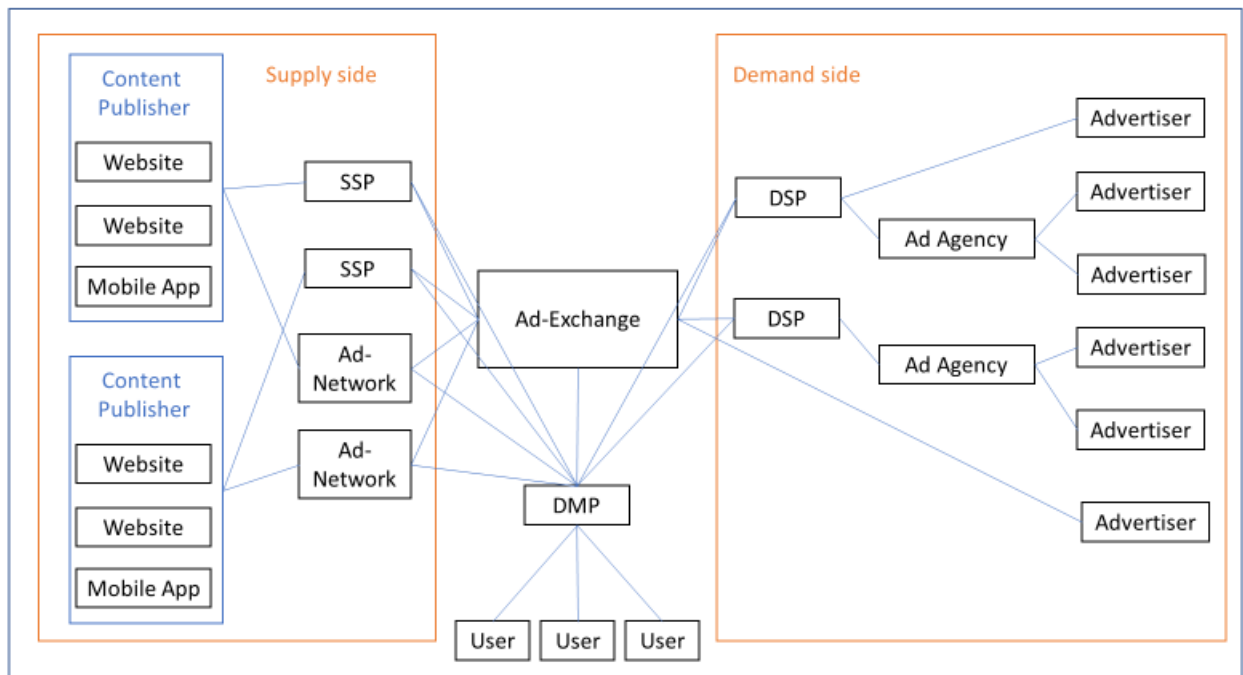 Content
Publisher
Website
Website
Mobile App
Content
Publisher
Website
Website
Mobile App
Supply side
SSP
SSP
Ad-
Network
Ad-
Network
Ad-Exchange
DMP
User
User
User
Demand side
DSP
DSP
Ad Agency
Ad Agency
Advertiser
Advertiser
Advertiser
Advertiser
Advertiser
Advertiser